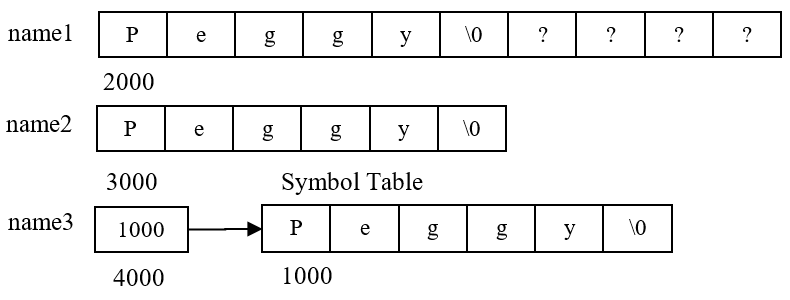 name1 P e g g y \0 ? ? ? ?
2000
name2 P e g g y \0
3000 Symbol Table
name3 1000 P e g g y \0
4000 1000